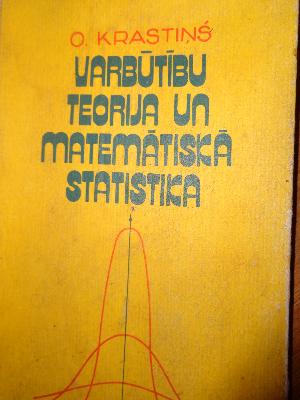 O. KRASTIŅŠ
VARBŪTĪBU
TEORIJA UN
MATEMĀTISKĀ
STATISTIKA